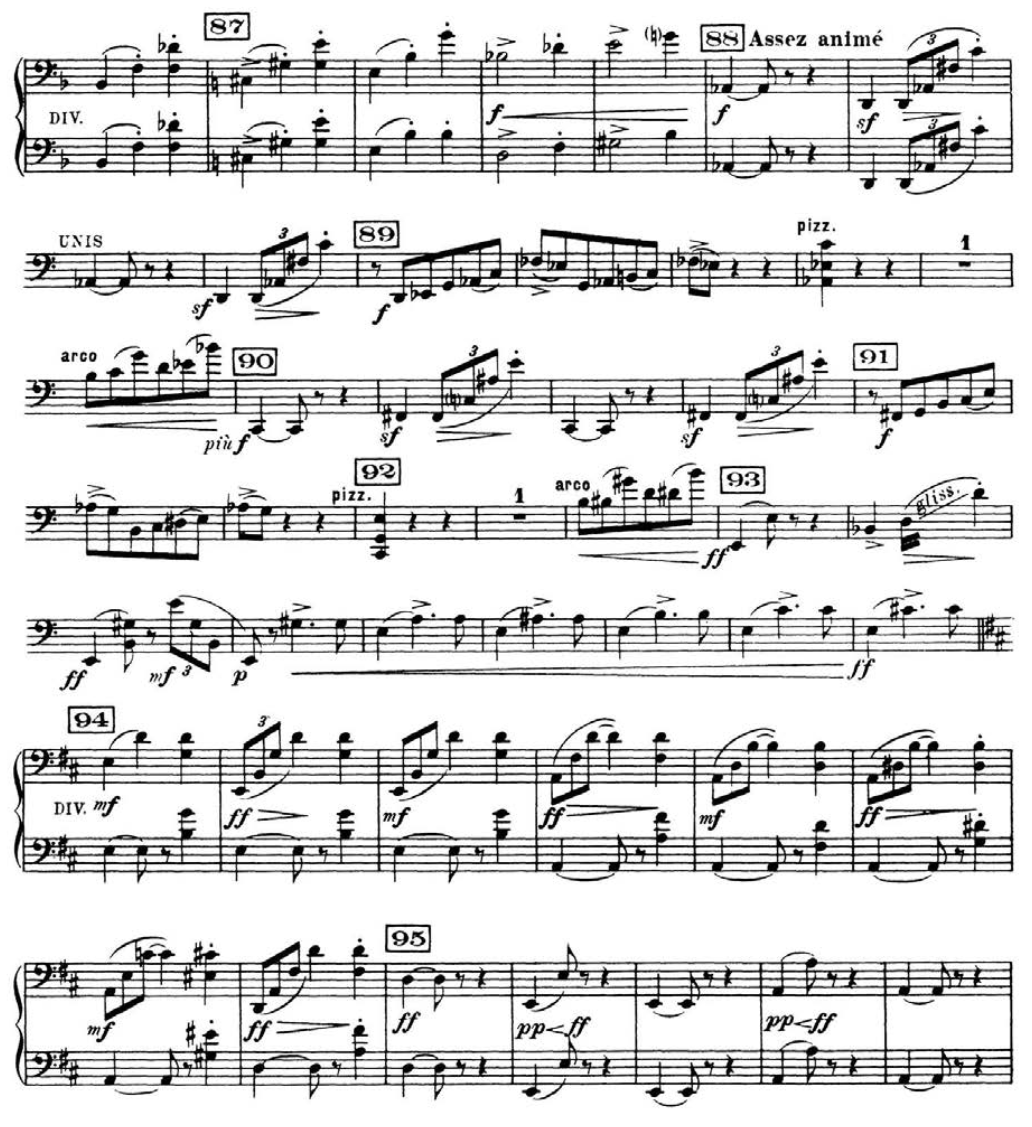 87
88 Assez animé
DIV.
f f sf
UNIS 89 pizz.
3 1
sf f
arco 90 3 3 91
più f sf sf f
pizz. 92 1 arco 93 gliss.
ff
ff mf 3 p ff
94 3
DIV. mf ff mf ff mf ff
95
mf ff ff pp ff pp ff